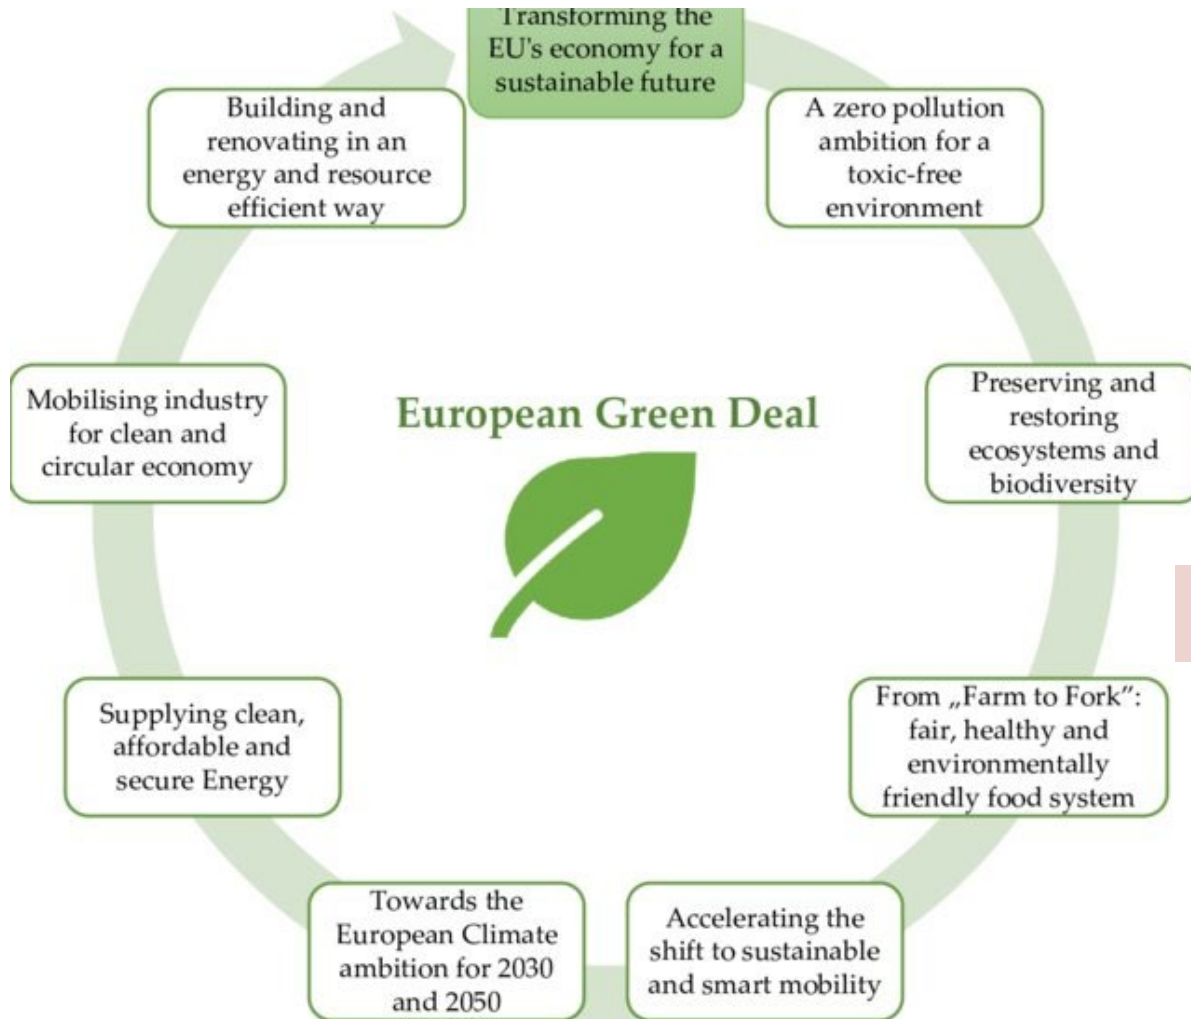 Transforming the
EU's economy for a
sustainable future
A zero pollution
ambition for a
toxic-free
environment
Preserving and
restoring
ecosystems and
biodiversity
From „Farm to Fork”:
fair, healthy and
environmentally
friendly food system
Accelerating the
shift to sustainable
and smart mobility
Towards the
European Climate
ambition for 2030
and 2050
Supplying clean,
affordable and
secure Energy
Mobilising industry
for clean and
circular economy
Building and
renovating in an
energy and resource
efficient way
European Green Deal